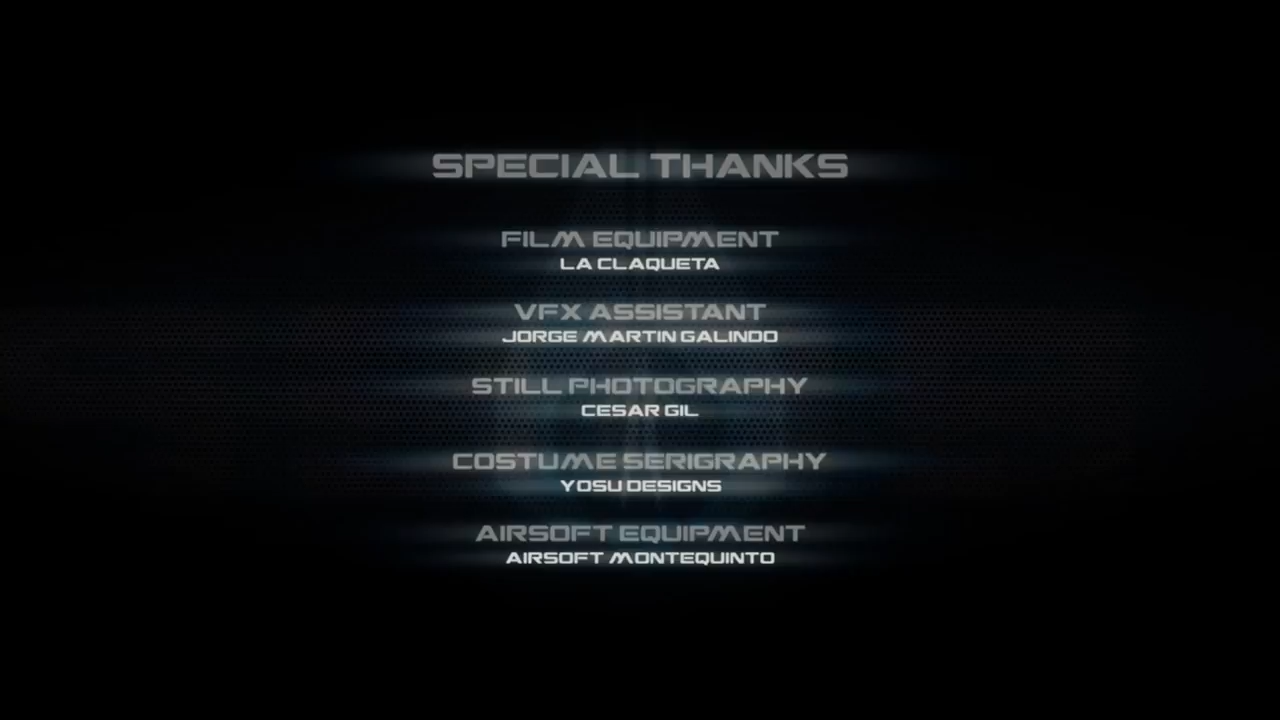 SPECIAL THANKS
FILM EQUIPMENT
LA CLAQUETA
VFX ASSISTANT
JORGE MARTIN GALINDO
STILL PHOTOGRAPHY
CESAR GIL
COSTUME SERIGRAPHY
YOSU DESIGNS
AIRSOFT EQUIPMENT
AIRSOFT MONTEQUINTO